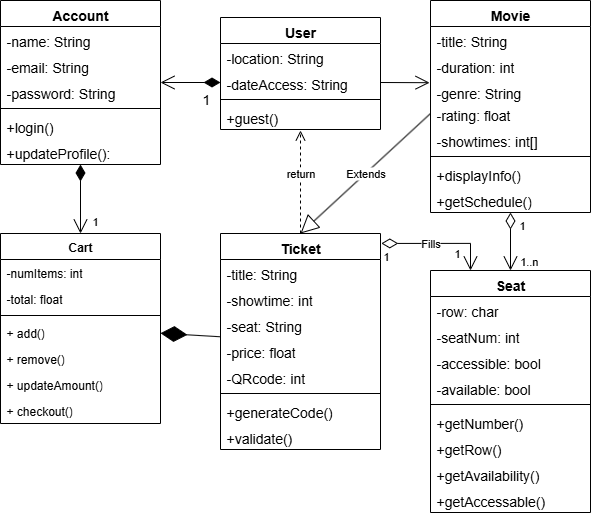 Account
-name: String
-email: String
-password: String
+login()
+updateProfile():
1
User
-location: String
-dateAccess: String
+guest()
1
Movie
-title: String
-duration: int
-genre: String
-rating: float
-showtimes: int[]
+displayInfo()
+getSchedule()
1
1..n
return
Extends
Cart
-numItems: int
-total: float
+ add()
+ remove()
+ updateAmount()
+ checkout()
Ticket
-title: String
-showtime: int
-seat: String
-price: float
-QRcode: int
+generateCode()
+validate()
1
Fills
1
Seat
-row: char
-seatNum: int
-accessible: bool
-available: bool
+getNumber()
+getRow()
+getAvailability()
+getAccessable()